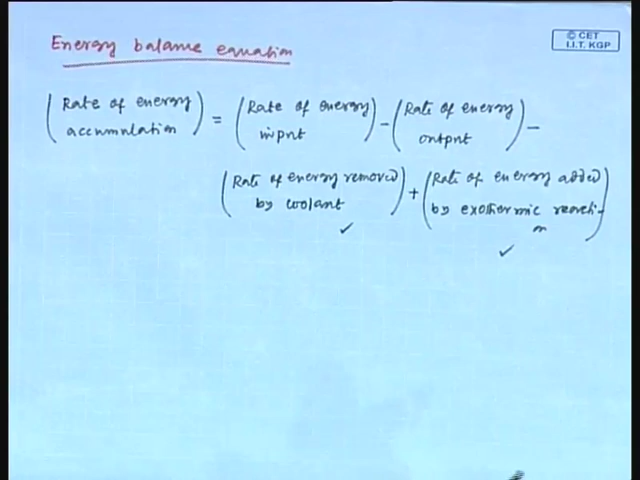 Energy balance equation
© CET
I.I.T. KGP
(Rate of energy accumulation) = (Rate of energy input) - (Rate of energy output) -
(Rate of energy removed by coolant) + (Rate of energy added by exothermic reaction)